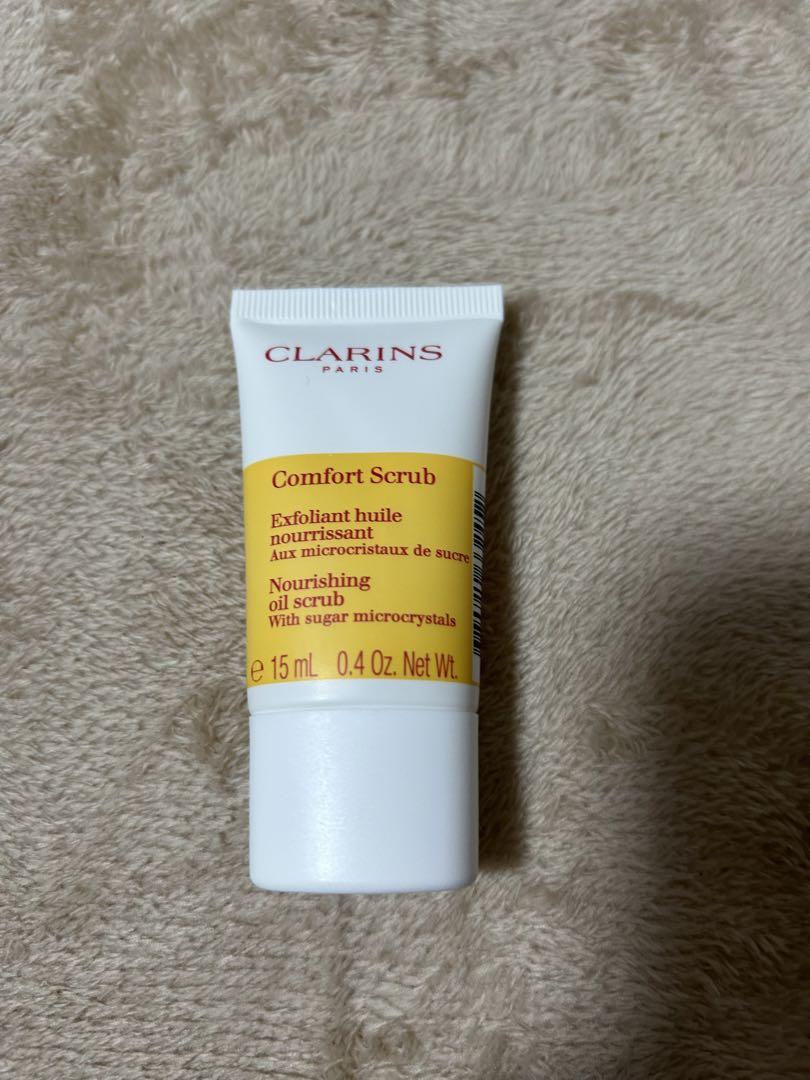 CLARINS
PARIS
Comfort Scrub
Exfoliant huile
nourrissant
Aux microcristaux de sucre
Nourishing
oil scrub
With sugar microcrystals
℮ 15 mL 0.4 Oz. Net Wt.